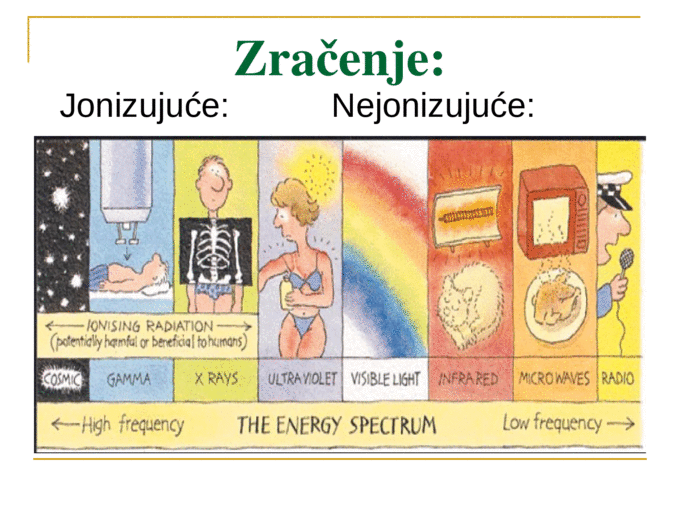 Zračenje:
Jonizujuće: Nejonizujuće:
IONISING RADIATION
(potentially harmful or beneficial to humans)
COSMIC GAMMA X RAYS ULTRAVIOLET VISIBLE LIGHT INFRARED MICROWAVES RADIO
←High frequency THE ENERGY SPECTRUM Low frequency→